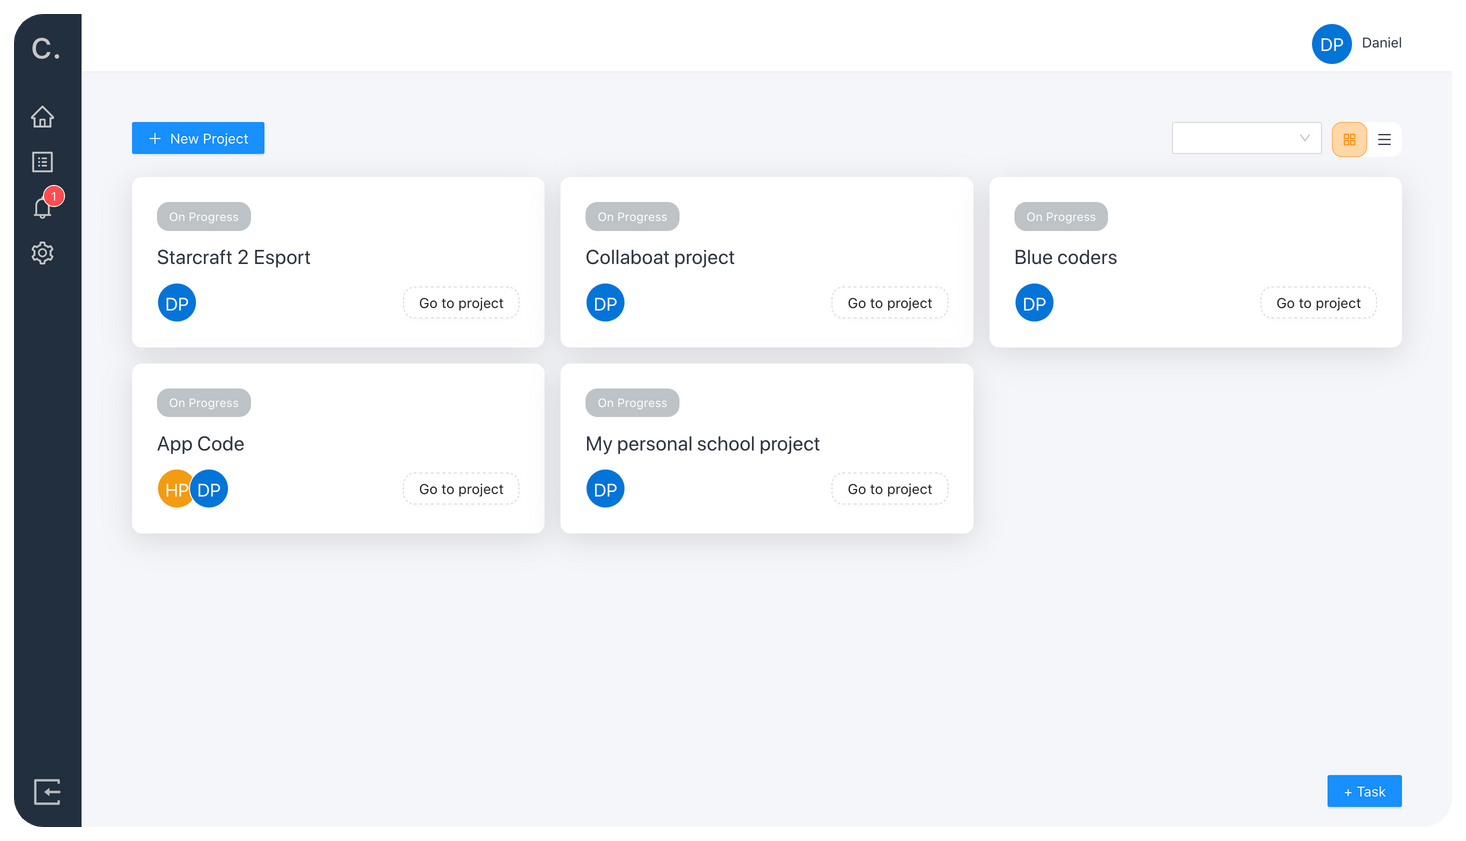 C.
DP Daniel
1
+ New Project
On Progress
Starcraft 2 Esport
DP Go to project
On Progress
Collaboat project
DP Go to project
On Progress
Blue coders
DP Go to project
On Progress
App Code
HP DP Go to project
On Progress
My personal school project
DP Go to project
+ Task